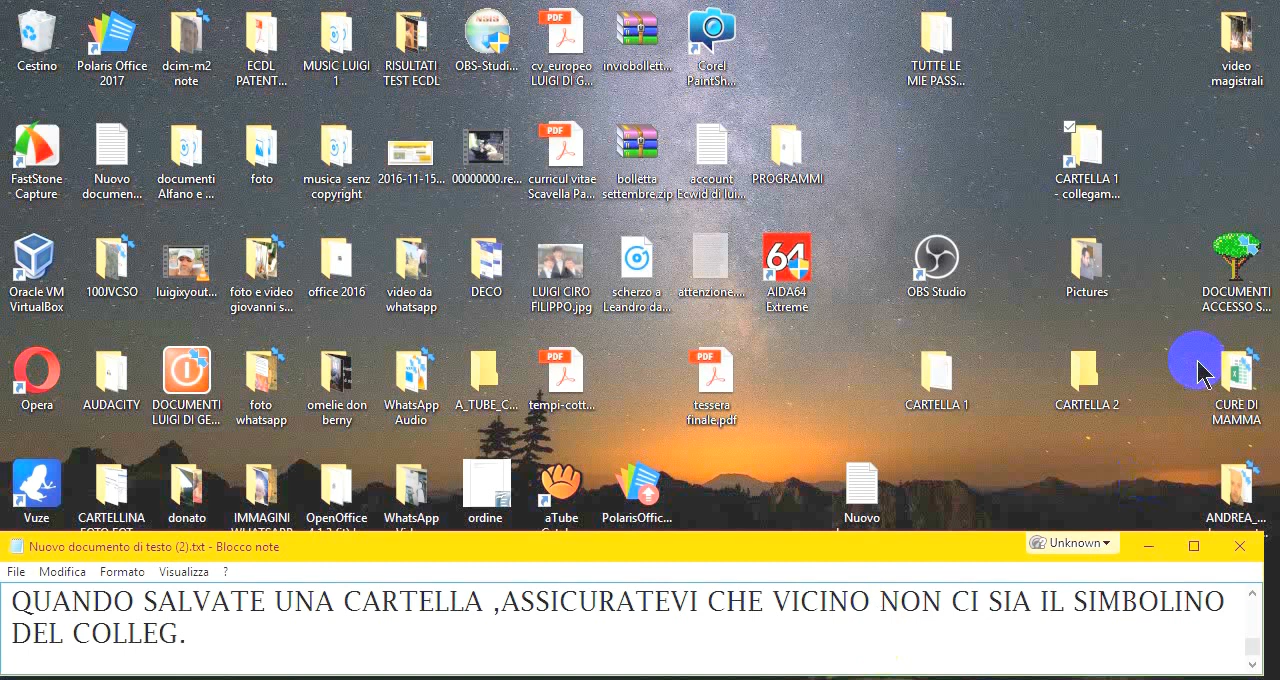 Cestino
Polaris Office 2017
dcim-m2 note
ECDL PATENT...
MUSIC LUIGI 1
RISULTATI TEST ECDL
OBS-Studi...
cv_europeo LUIGI DI G...
inviobollett...
Corel PaintSh...
TUTTE LE MIE PASS...
video magistrali
FastStone Capture
Nuovo documen...
documenti Alfano e ...
foto
musica senz copyright
2016-11-15...
00000000.re...
curricul vitae Scavella Pa...
bolletta settembre.zip
account Ecwid di lui...
PROGRAMMI
CARTELLA 1 - collegam...
Oracle VM VirtualBox
100JVCSO
luigixyout...
foto e video giovanni s...
office 2016
video da whatsapp
DECO
LUIGI CIRO FILIPPO.jpg
scherzo a Leandro da...
attenzione....
64
AIDA64 Extreme
OBS Studio
Pictures
DOCUMENTI ACCESSO S...
Opera
AUDACITY
DOCUMENTI LUIGI DI GE...
foto whatsapp
omelie don berny
WhatsApp Audio
A_TUBE_C...
tempi-cott...
tessera finale.pdf
CARTELLA 1
CARTELLA 2
CURE DI MAMMA
Vuze
CARTELLINA
donato
IMMAGINI
OpenOffice
WhatsApp
ordine
aTube
PolarisOffic...
Nuovo
ANDREA_...
Nuovo documento di testo (2).txt - Blocco note
Unknown
File Modifica Formato Visualizza ?
QUANDO SALVATE UNA CARTELLA ,ASSICURATEVI CHE VICINO NON CI SIA IL SIMBOLINO
DEL COLLEG.